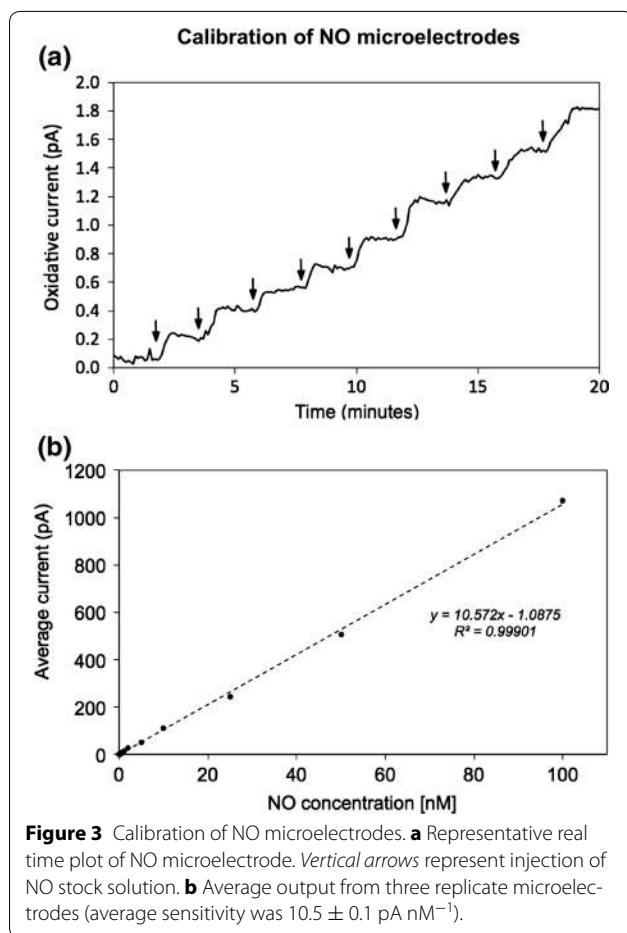 Calibration of NO microelectrodes
(a)
Oxidative current (pA)
2.0
1.8
1.6
1.4
1.2
1.0
0.8
0.6
0.4
0.2
0.0
0 5 10 15 20
Time (minutes)
(b)
Average current (pA)
1200
1000
800
600
400
200
0
y = 10.572x - 1.0875
R² = 0.99901
0 20 40 60 80 100
NO concentration [nM]
Figure 3 Calibration of NO microelectrodes. a Representative real
time plot of NO microelectrode. Vertical arrows represent injection of
NO stock solution. b Average output from three replicate microelec-
trodes (average sensitivity was 10.5 ± 0.1 pA nM⁻¹).